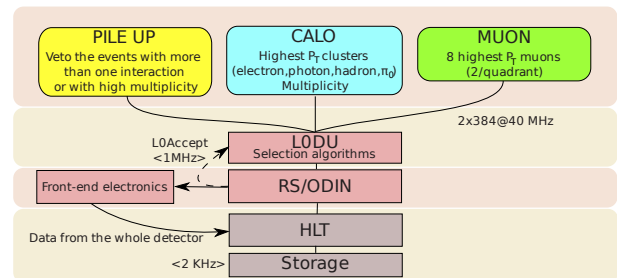 PILE UP
Veto the events with more
than one interaction
or with high multiplicity
CALO
Highest P_T clusters
(electron,photon,hadron,π₀)
Multiplicity
MUON
8 highest P_T muons
(2/quadrant)
2x384@40 MHz
L0Accept
<1MHz>
L0DU
Selection algorithms
Front-end electronics
RS/ODIN
Data from the whole detector
HLT
<2 KHz>
Storage